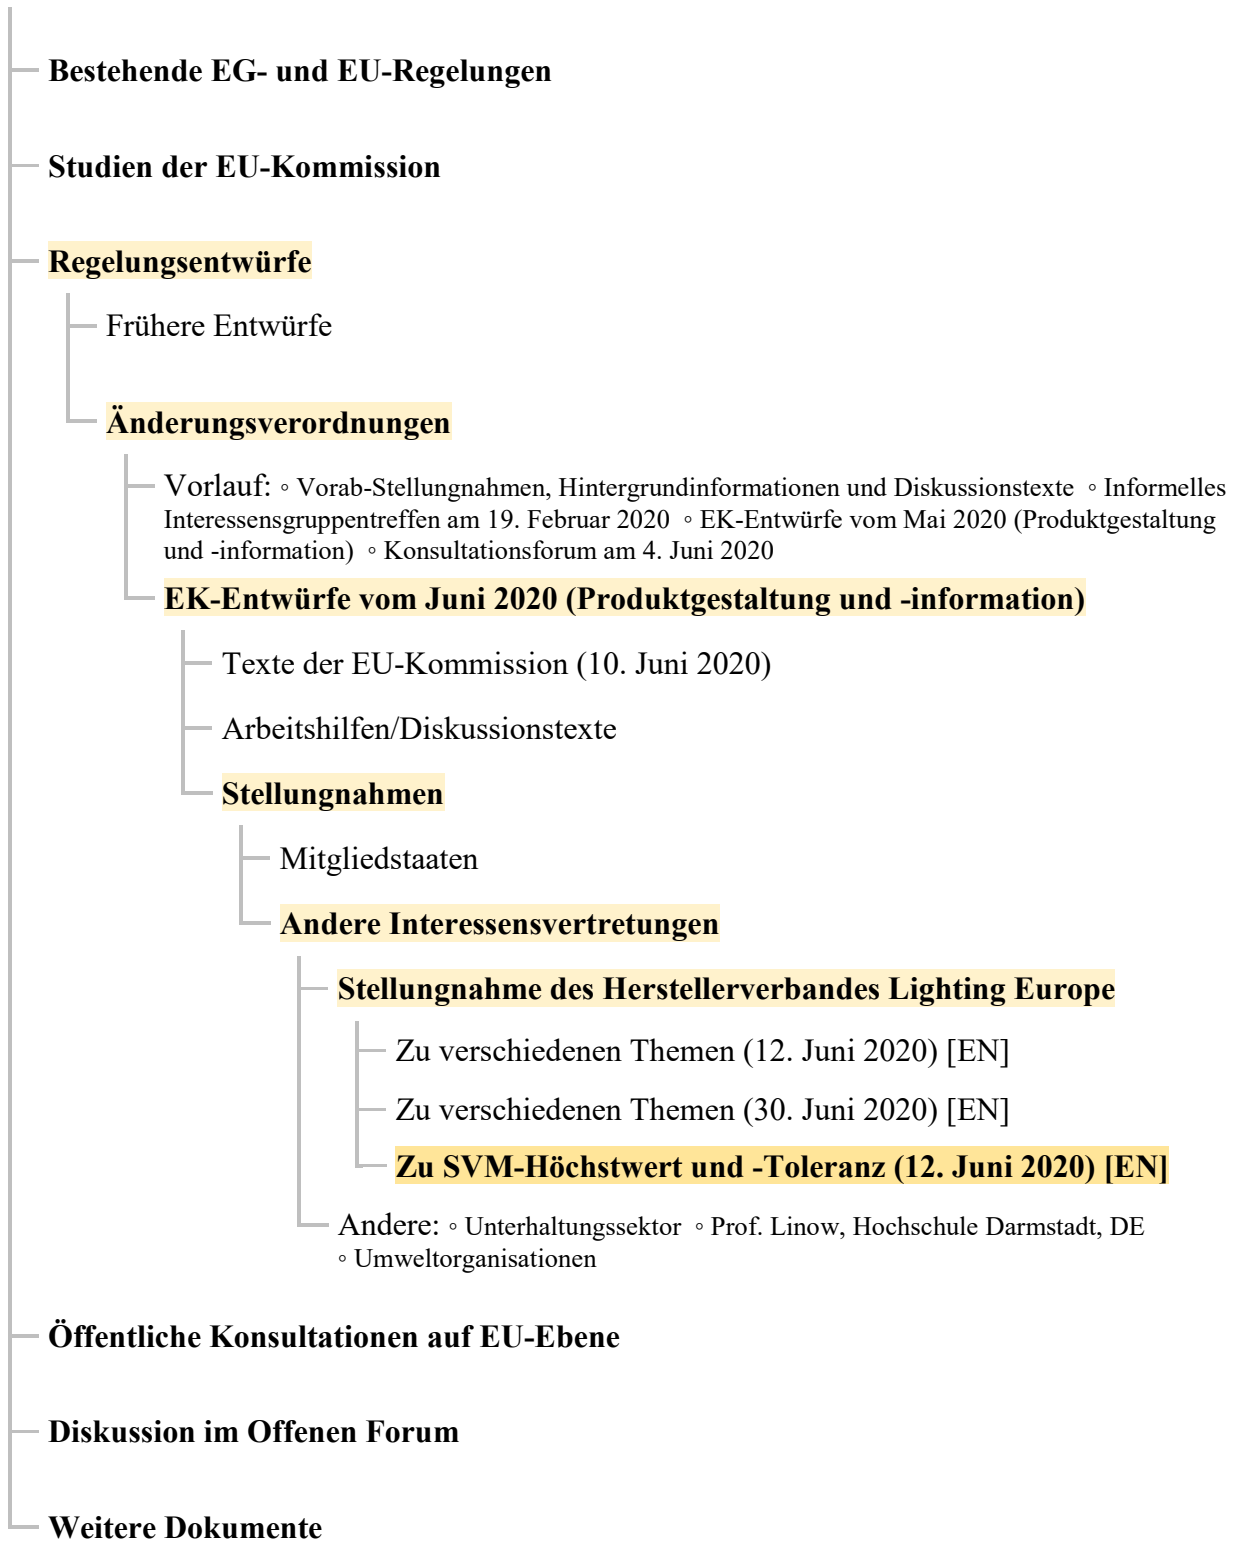 Bestehende EG- und EU-Regelungen
Studien der EU-Kommission
Regelungsentwürfe
Frühere Entwürfe
Änderungsverordnungen
Vorlauf: ◦ Vorab-Stellungnahmen, Hintergrundinformationen und Diskussionstexte ◦ Informelles
Interessensgruppentreffen am 19. Februar 2020 ◦ EK-Entwürfe vom Mai 2020 (Produktgestaltung
und -information) ◦ Konsultationsforum am 4. Juni 2020
EK-Entwürfe vom Juni 2020 (Produktgestaltung und -information)
Texte der EU-Kommission (10. Juni 2020)
Arbeitshilfen/Diskussionstexte
Stellungnahmen
Mitgliedstaaten
Andere Interessensvertretungen
Stellungnahme des Herstellerverbandes Lighting Europe
Zu verschiedenen Themen (12. Juni 2020) [EN]
Zu verschiedenen Themen (30. Juni 2020) [EN]
Zu SVM-Höchstwert und -Toleranz (12. Juni 2020) [EN]
Andere: ◦ Unterhaltungssektor ◦ Prof. Linow, Hochschule Darmstadt, DE
◦ Umweltorganisationen
Öffentliche Konsultationen auf EU-Ebene
Diskussion im Offenen Forum
Weitere Dokumente